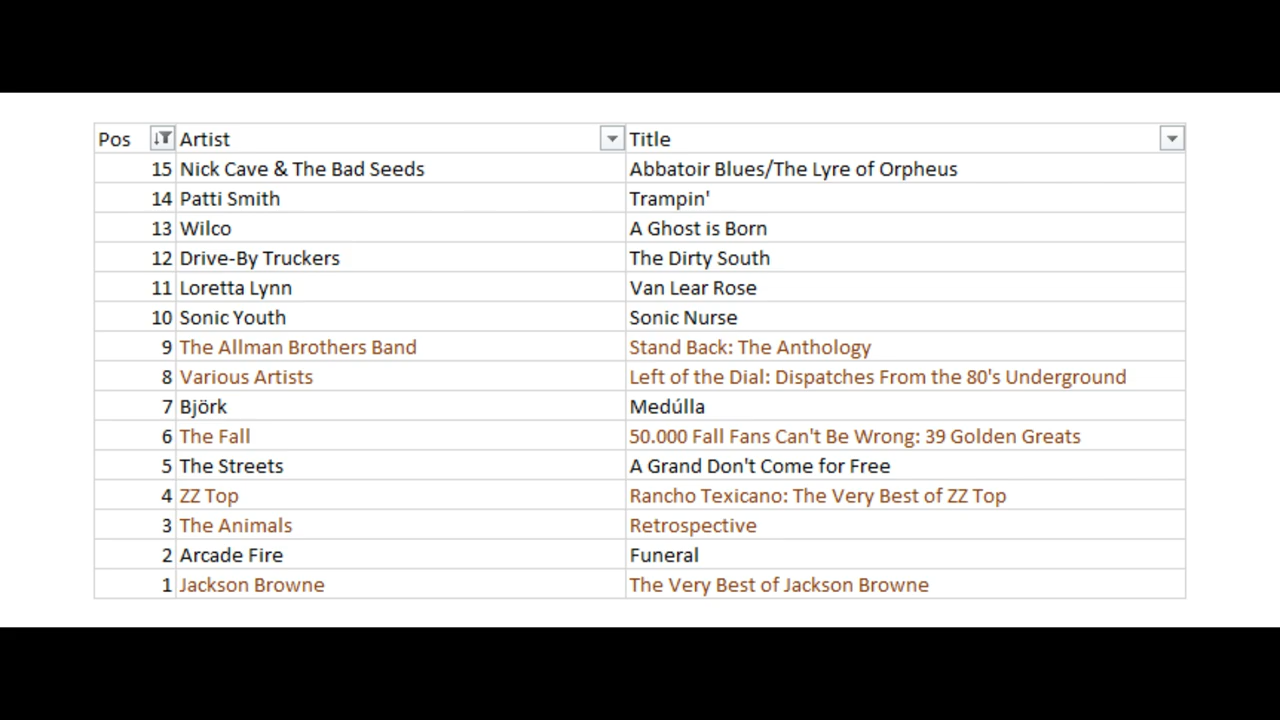 Pos Artist Title
15 Nick Cave & The Bad Seeds Abbatoir Blues/The Lyre of Orpheus
14 Patti Smith Trampin'
13 Wilco A Ghost is Born
12 Drive-By Truckers The Dirty South
11 Loretta Lynn Van Lear Rose
10 Sonic Youth Sonic Nurse
9 The Allman Brothers Band Stand Back: The Anthology
8 Various Artists Left of the Dial: Dispatches From the 80's Underground
7 Björk Medúlla
6 The Fall 50.000 Fall Fans Can't Be Wrong: 39 Golden Greats
5 The Streets A Grand Don't Come for Free
4 ZZ Top Rancho Texicano: The Very Best of ZZ Top
3 The Animals Retrospective
2 Arcade Fire Funeral
1 Jackson Browne The Very Best of Jackson Browne